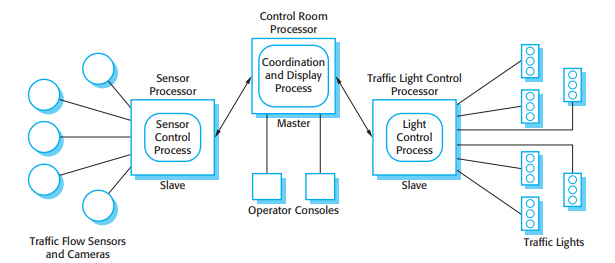 Control Room
Processor
Coordination
and Display
Process
Master
Sensor
Processor
Sensor
Control
Process
Slave
Traffic Light Control
Processor
Light
Control
Process
Slave
Operator Consoles
Traffic Flow Sensors
and Cameras
Traffic Lights